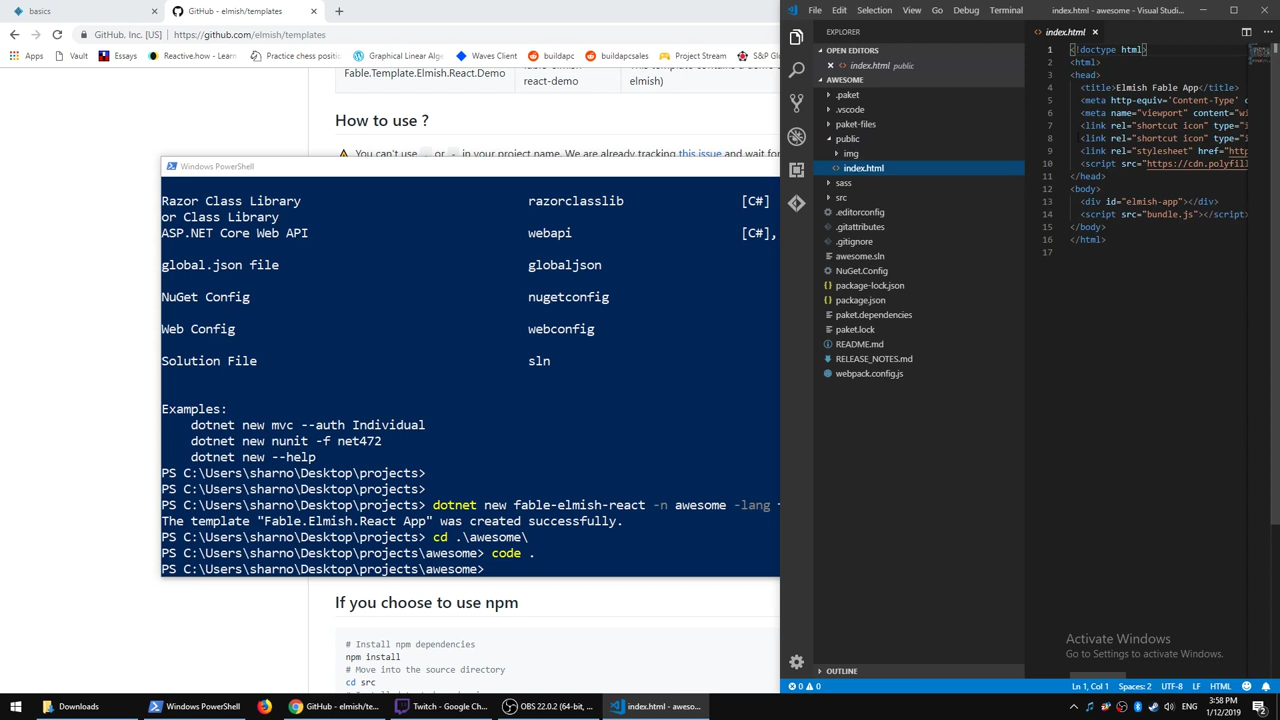 basics
GitHub - elmish/templates
GitHub, Inc. [US]
https://github.com/elmish/templates
Apps
Vault
Essays
Reactive.how - Learn
Practice chess positio
Graphical Linear Alge
Waves Client
buildapc
buildapcsales
Project Stream
S&P Glo
Fable.Template.Elmish.React.Demo
react-demo
elmish)
How to use ?
You can't use . or - in your project name. We are already tracking this issue and wait for
Windows PowerShell
Razor Class Library razorclasslib [C#]
or Class Library
ASP.NET Core Web API webapi [C#],
global.json file globaljson
NuGet Config nugetconfig
Web Config webconfig
Solution File sln
Examples:
dotnet new mvc --auth Individual
dotnet new nunit -f net472
dotnet new --help
PS C:\Users\sharno\Desktop\projects>
PS C:\Users\sharno\Desktop\projects>
PS C:\Users\sharno\Desktop\projects> dotnet new fable-elmish-react -n awesome -lang
The template "Fable.Elmish.React App" was created successfully.
PS C:\Users\sharno\Desktop\projects> cd .\awesome\
PS C:\Users\sharno\Desktop\projects\awesome> code .
PS C:\Users\sharno\Desktop\projects\awesome>
If you choose to use npm
# Install npm dependencies
npm install
# Move into the source directory
cd src
File Edit Selection View Go Debug Terminal
index.html - awesome - Visual Studi...
EXPLORER
OPEN EDITORS
index.html public
AWESOME
.paket
.vscode
paket-files
public
img
index.html
sass
src
.editorconfig
.gitattributes
.gitignore
awesome.sln
NuGet.Config
package-lock.json
package.json
paket.dependencies
paket.lock
README.md
RELEASE_NOTES.md
webpack.config.js
OUTLINE
index.html
1 <!doctype html>
2 <html>
3 <head>
4 <title>Elmish Fable App</title>
5 <meta http-equiv='Content-Type' c
6 <meta name="viewport" content="wi
7 <link rel="shortcut icon" type="i
8 <link rel="shortcut icon" type="i
9 <link rel="stylesheet" href="http
10 <script src="https://cdn.polyfill
11 </head>
12 <body>
13 <div id="elmish-app"></div>
14 <script src="bundle.js"></script>
15 </body>
16 </html>
17
Activate Windows
Go to Settings to activate Windows.
0 0
Ln 1, Col 1
Spaces: 2
UTF-8
LF
HTML
Downloads
Windows PowerShell
GitHub - elmish/te...
Twitch - Google Ch...
OBS 22.0.2 (64-bit, ...
index.html - aweso...
3:58 PM
1/12/2019